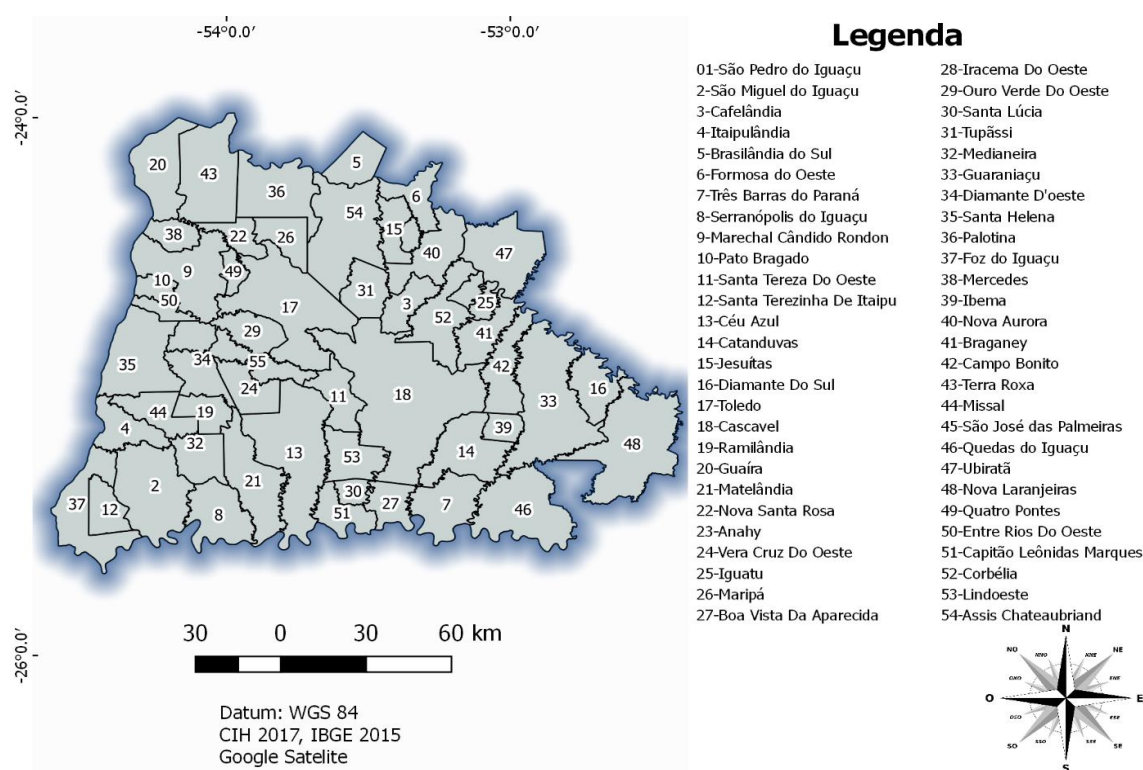 -54°0.0' -53°0.0'
Legenda
01-São Pedro do Iguaçu
2-São Miguel do Iguaçu
3-Cafelândia
4-Itaipulândia
5-Brasilândia do Sul
6-Formosa do Oeste
7-Três Barras do Paraná
8-Serranópolis do Iguaçu
9-Marechal Cândido Rondon
10-Pato Bragado
11-Santa Tereza Do Oeste
12-Santa Terezinha De Itaipu
13-Céu Azul
14-Catanduvas
15-Jesuítas
16-Diamante Do Sul
17-Toledo
18-Cascavel
19-Ramilândia
20-Guaíra
21-Matelândia
22-Nova Santa Rosa
23-Anahy
24-Vera Cruz Do Oeste
25-Iguatu
26-Maripá
27-Boa Vista Da Aparecida
28-Iracema Do Oeste
29-Ouro Verde Do Oeste
30-Santa Lúcia
31-Tupãssi
32-Medianeira
33-Guaraniaçu
34-Diamante D'oeste
35-Santa Helena
36-Palotina
37-Foz do Iguaçu
38-Mercedes
39-Ibema
40-Nova Aurora
41-Braganey
42-Campo Bonito
43-Terra Roxa
44-Missal
45-São José das Palmeiras
46-Quedas do Iguaçu
47-Ubiratã
48-Nova Laranjeiras
49-Quatro Pontes
50-Entre Rios Do Oeste
51-Capitão Leônidas Marques
52-Corbélia
53-Lindoeste
54-Assis Chateaubriand
-24°0.0'
-26°0.0'
5
20
43
36
54
6
15
38
22
26
40
47
9
49
10
50
17
31
3
25
52
41
29
34
55
35
24
42
11
18
33
16
44
19
4
39
32
48
13
53
14
2
21
37
12
8
30
27
51
7
46
30 0 30 60 km
Datum: WGS 84
CIH 2017, IBGE 2015
Google Satelite
N
NO NNO NNE NE
ONO ENE
O E
OSO ESE
SO SSO SSE SE
S